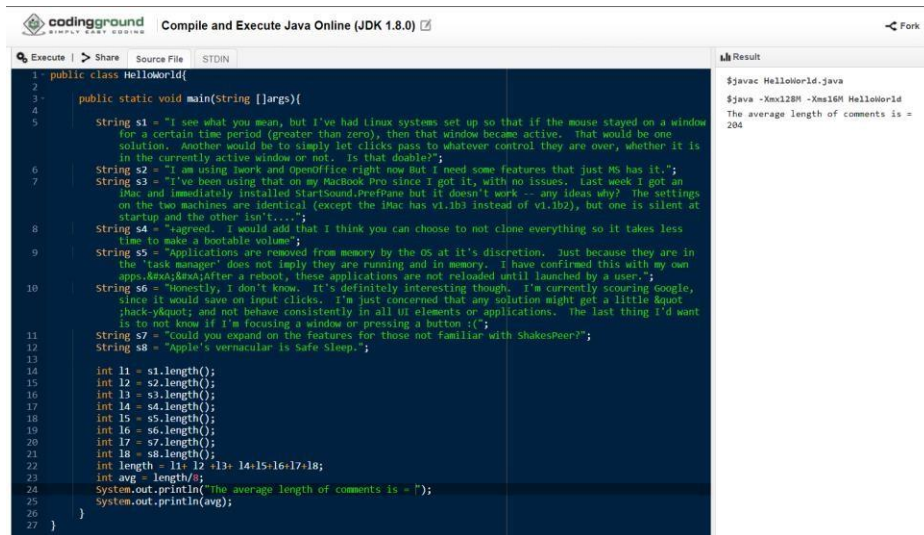 codingground
SIMPLY EASY CODING
Compile and Execute Java Online (JDK 1.8.0)
Fork
Execute | Share Source File STDIN
Result
1 public class HelloWorld{
2
3 public static void main(String []args){
4
5 String s1 = "I see what you mean, but I've had Linux systems set up so that if the mouse stayed on a window
for a certain time period (greater than zero), then that window became active. That would be one
solution. Another would be to simply let clicks pass to whatever control they are over, whether it is
in the currently active window or not. Is that doable?";
6 String s2 = "I am using Iwork and OpenOffice right now But I need some features that just MS has it.";
7 String s3 = "I've been using that on my MacBook Pro since I got it, with no issues. Last week I got an
iMac and immediately installed StartSound.PrefPane but it doesn't work -- any ideas why? The settings
on the two machines are identical (except the iMac has v1.1b3 instead of v1.1b2), but one is silent at
startup and the other isn't....";
8 String s4 = "+agreed. I would add that I think you can choose to not clone everything so it takes less
time to make a bootable volume";
9 String s5 = "Applications are removed from memory by the OS at it's discretion. Just because they are in
the 'task manager' does not imply they are running and in memory. I have confirmed this with my own
apps.&#xA;&#xA;After a reboot, these applications are not reloaded until launched by a user.";
10 String s6 = "Honestly, I don't know. It's definitely interesting though. I'm currently scouring Google,
since it would save on input clicks. I'm just concerned that any solution might get a little &quot
;hack-y&quot; and not behave consistently in all UI elements or applications. The last thing I'd want
is to not know if I'm focusing a window or pressing a button :(";
11 String s7 = "Could you expand on the features for those not familiar with ShakesPeer?";
12 String s8 = "Apple's vernacular is Safe Sleep.";
13
14 int l1 = s1.length();
15 int l2 = s2.length();
16 int l3 = s3.length();
17 int l4 = s4.length();
18 int l5 = s5.length();
19 int l6 = s6.length();
20 int l7 = s7.length();
21 int l8 = s8.length();
22 int length = l1+ l2 +l3+ l4+l5+l6+l7+l8;
23 int avg = length/8;
24 System.out.println("The average length of comments is = ");
25 System.out.println(avg);
26 }
27 }
$javac HelloWorld.java
$java -Xmx128M -Xms16M HelloWorld
The average length of comments is =
204